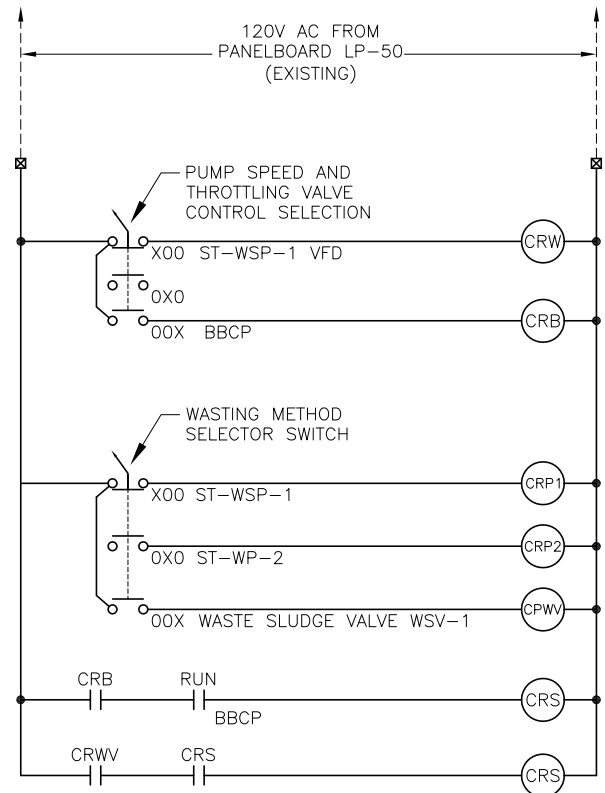 120V AC FROM
PANELBOARD LP-50
(EXISTING)
PUMP SPEED AND
THROTTLING VALVE
CONTROL SELECTION
X00 ST-WSP-1 VFD
CRW
0X0
00X BBCP
CRB
WASTING METHOD
SELECTOR SWITCH
X00 ST-WSP-1
CRP1
0X0 ST-WP-2
CRP2
00X WASTE SLUDGE VALVE WSV-1
CPWV
CRB
RUN
BBCP
CRS
CRWV
CRS
CRS